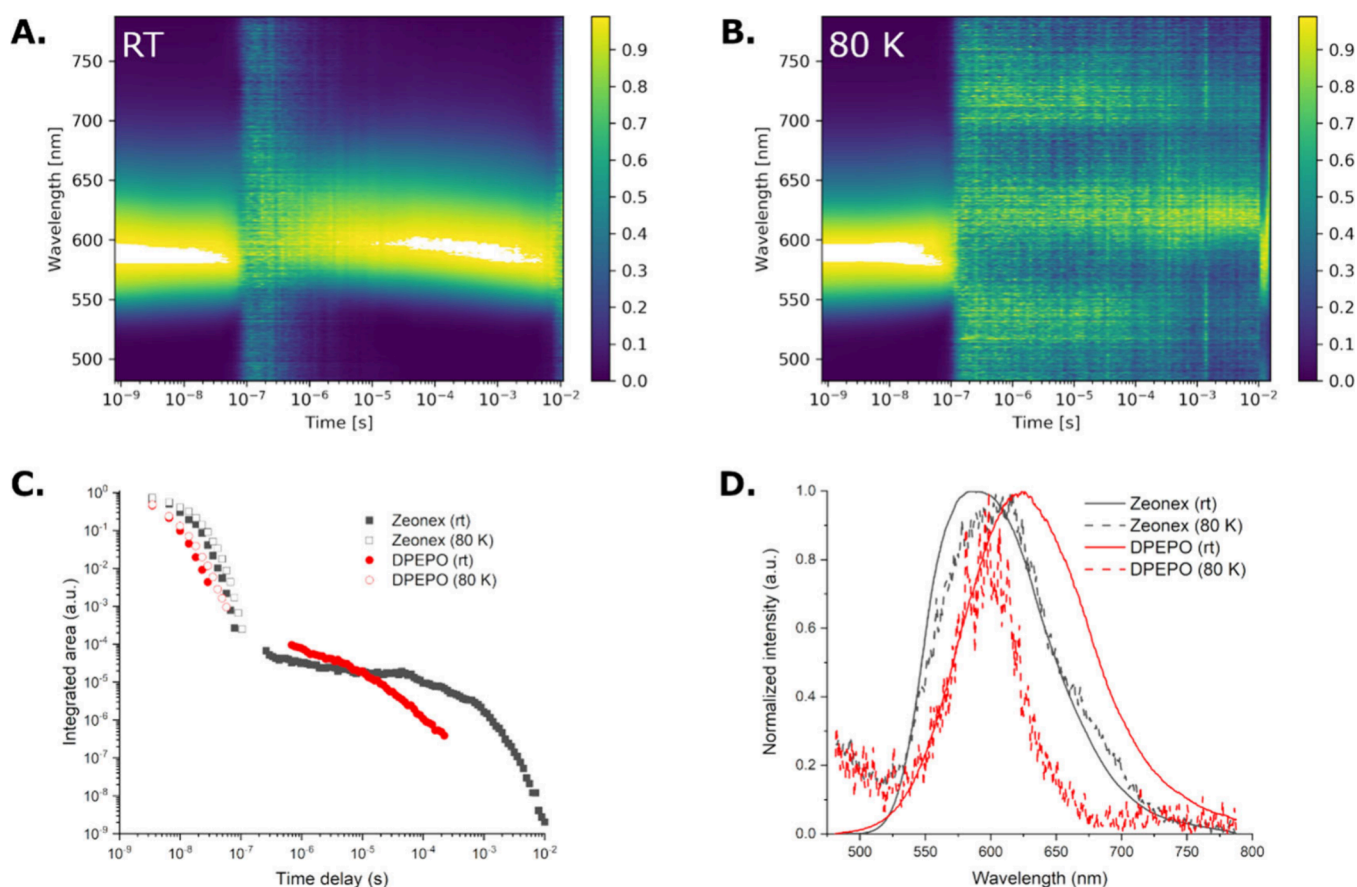 A.
RT
Wavelength [nm]
750
700
650
600
550
500
10⁻⁹ 10⁻⁸ 10⁻⁷ 10⁻⁶ 10⁻⁵ 10⁻⁴ 10⁻³ 10⁻²
Time [s]
0.9
0.8
0.7
0.6
0.5
0.4
0.3
0.2
0.1
0.0
B.
80 K
Wavelength [nm]
750
700
650
600
550
500
10⁻⁹ 10⁻⁸ 10⁻⁷ 10⁻⁶ 10⁻⁵ 10⁻⁴ 10⁻³ 10⁻²
Time [s]
0.9
0.8
0.7
0.6
0.5
0.4
0.3
0.2
0.1
0.0
C.
Integrated area (a.u.)
10⁰
10⁻¹
10⁻²
10⁻³
10⁻⁴
10⁻⁵
10⁻⁶
10⁻⁷
10⁻⁸
10⁻⁹
Zeonex (rt)
Zeonex (80 K)
DPEPO (rt)
DPEPO (80 K)
10⁻⁹ 10⁻⁸ 10⁻⁷ 10⁻⁶ 10⁻⁵ 10⁻⁴ 10⁻³ 10⁻²
Time delay (s)
D.
Normalized intensity (a.u.)
1.0
0.8
0.6
0.4
0.2
0.0
Zeonex (rt)
Zeonex (80 K)
DPEPO (rt)
DPEPO (80 K)
500 550 600 650 700 750 800
Wavelength (nm)